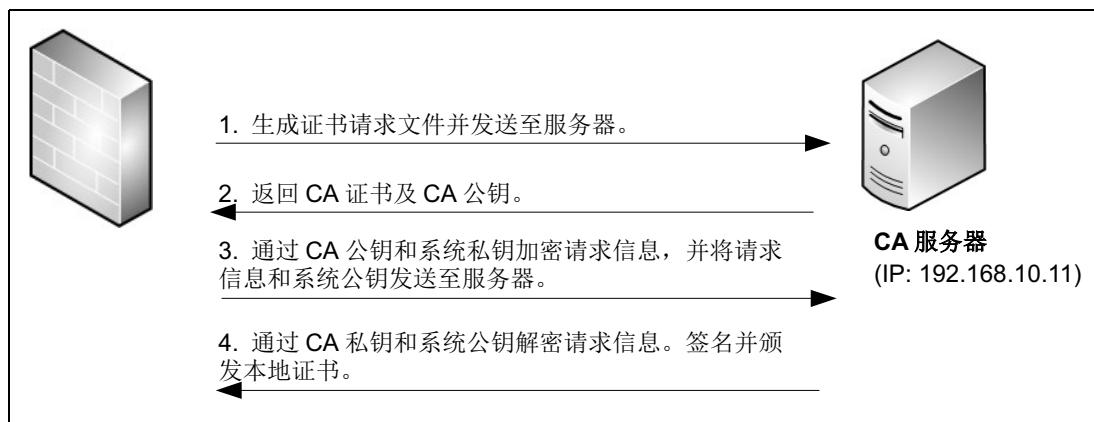 1. 生成证书请求文件并发送至服务器。
2. 返回 CA 证书及 CA 公钥。
3. 通过 CA 公钥和系统私钥加密请求信息，并将请求
信息和系统公钥发送至服务器。
4. 通过 CA 私钥和系统公钥解密请求信息。签名并颁
发本地证书。
CA 服务器
(IP: 192.168.10.11)